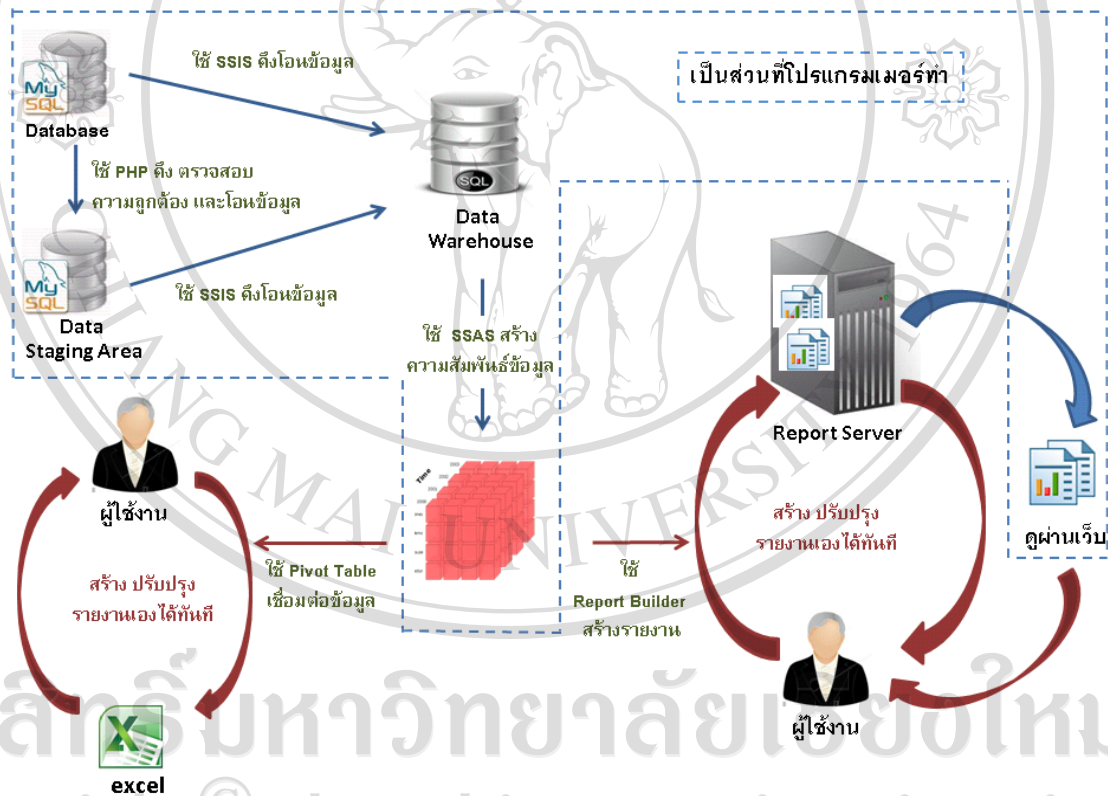 ใช้ SSIS ดึงโอนข้อมูล
เป็นส่วนที่โปรแกรมเมอร์ทำ
My
SQL
Database
ใช้ PHP ดึง ตรวจสอบ
ความถูกต้อง และโอนข้อมูล
SQL
Data
Warehouse
My
SQL
Data
Staging Area
ใช้ SSIS ดึงโอนข้อมูล
ใช้ SSAS สร้าง
ความสัมพันธ์ข้อมูล
Report Server
ดูผ่านเว็บ
Time
ผู้ใช้งาน
สร้าง ปรับปรุง
รายงานเองได้ทันที
ใช้ Pivot Table
เชื่อมต่อข้อมูล
ใช้
Report Builder
สร้างรายงาน
สร้าง ปรับปรุง
รายงานเองได้ทันที
ผู้ใช้งาน
excel
CHIANG MAI UNIVERSITY 1964